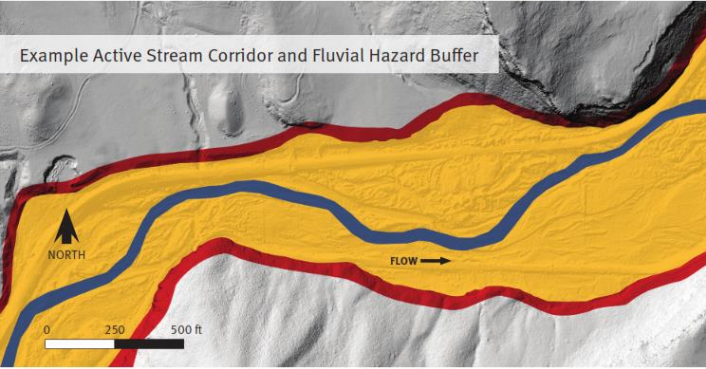 Example Active Stream Corridor and Fluvial Hazard Buffer
NORTH
FLOW
0 250 500 ft